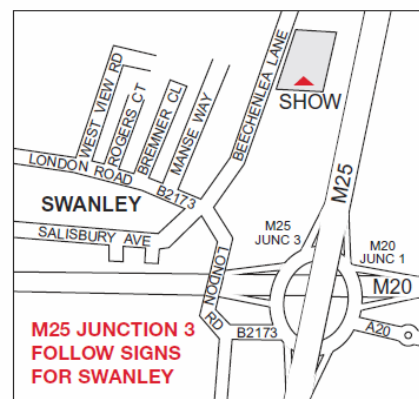 WEST VIEW RD
ROGERS CT
BREMNER CL
MANSE WAY
BEECHENLEA LANE
SHOW
LONDON ROAD
B2173
M25
SWANLEY
SALISBURY AVE
M25
JUNC 3
M20
JUNC 1
M20
LONDON
RD
B2173
A20
M25 JUNCTION 3
FOLLOW SIGNS
FOR SWANLEY